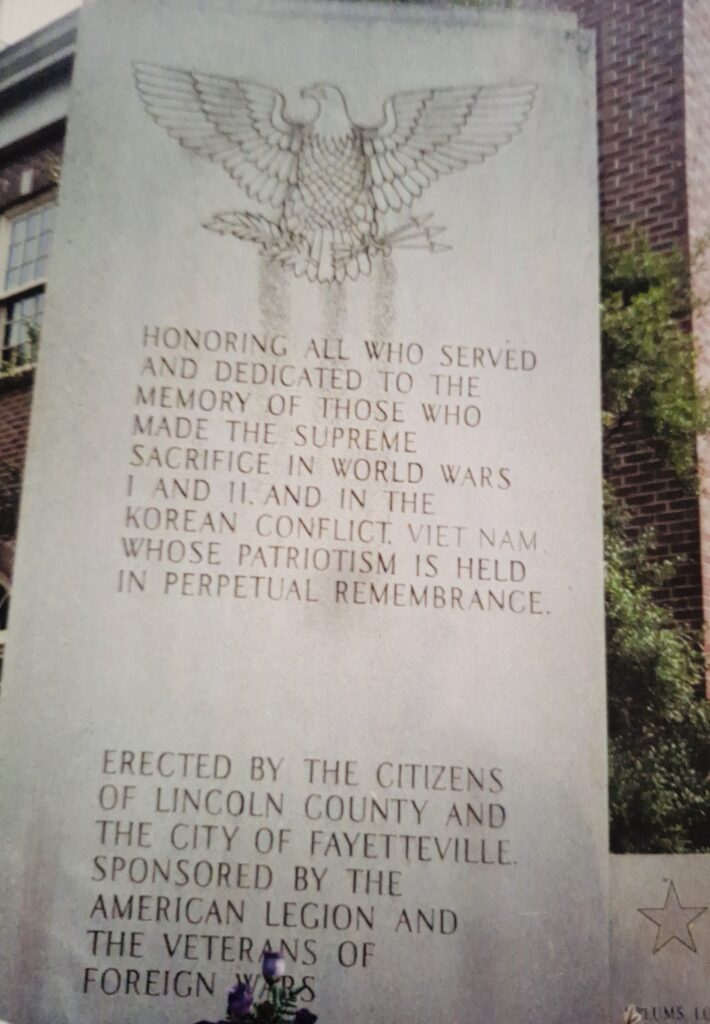 HONORING ALL WHO SERVED
AND DEDICATED TO THE
MEMORY OF THOSE WHO
MADE THE SUPREME
SACRIFICE IN WORLD WARS
I AND II, AND IN THE
KOREAN CONFLICT, VIET NAM,
WHOSE PATRIOTISM IS HELD
IN PERPETUAL REMEMBRANCE.
ERECTED BY THE CITIZENS
OF LINCOLN COUNTY AND
THE CITY OF FAYETTEVILLE.
SPONSORED BY THE
AMERICAN LEGION AND
THE VETERANS OF
FOREIGN WARS